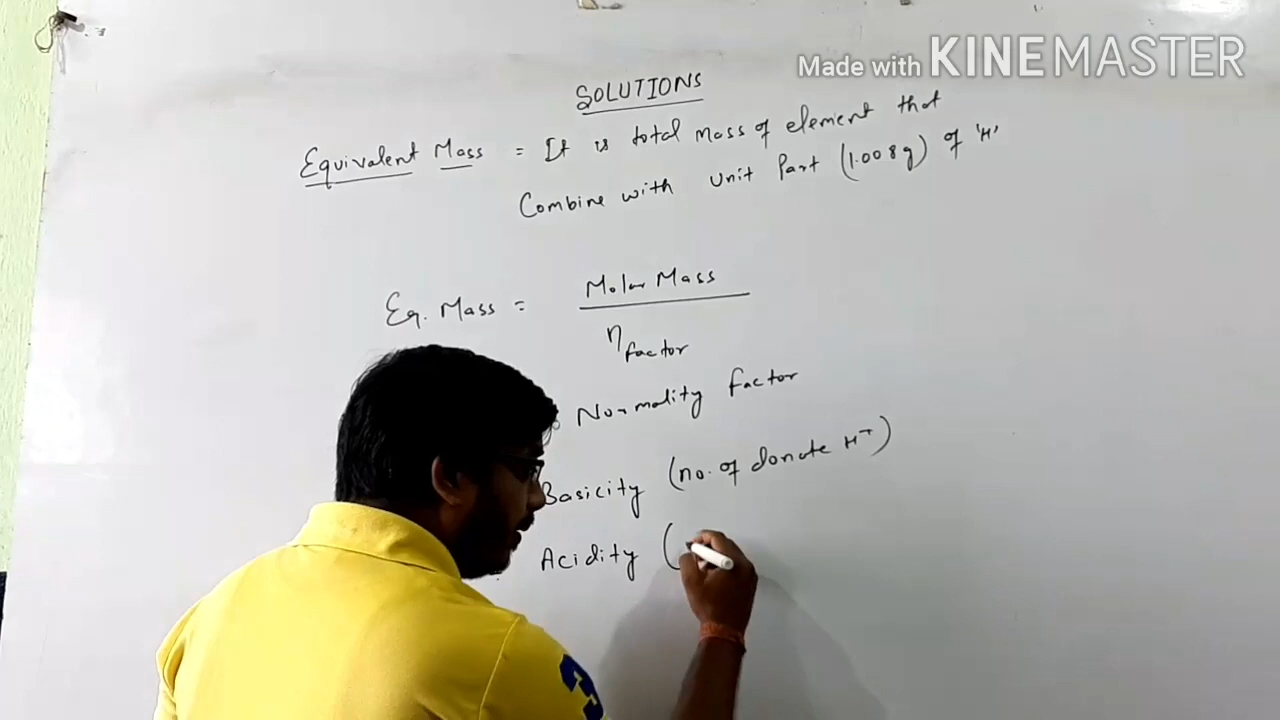 Made with KINEMASTER
SOLUTIONS
Equivalent Mass = It is total Mass of element that
Combine with unit Part (1.008g) of 'H'
Eq. Mass = Molar Mass
η factor
Normality factor
Basicity (no. of donate H+)
Acidity (